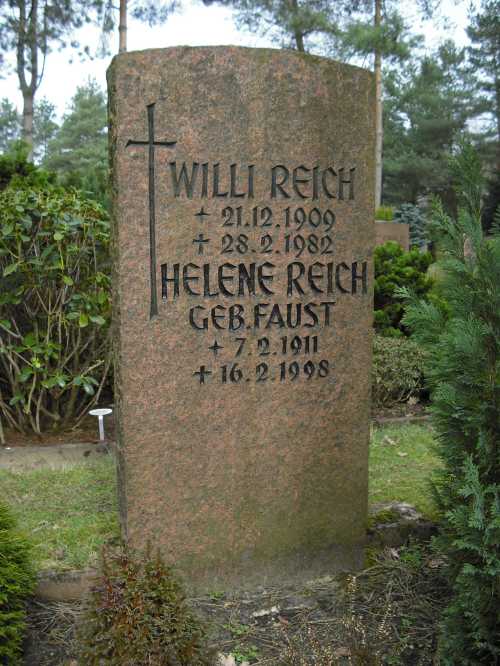 WILLI REICH
21.12.1909
28.2.1982
HELENE REICH
GEB. FAUST
7.2.1911
16.2.1998